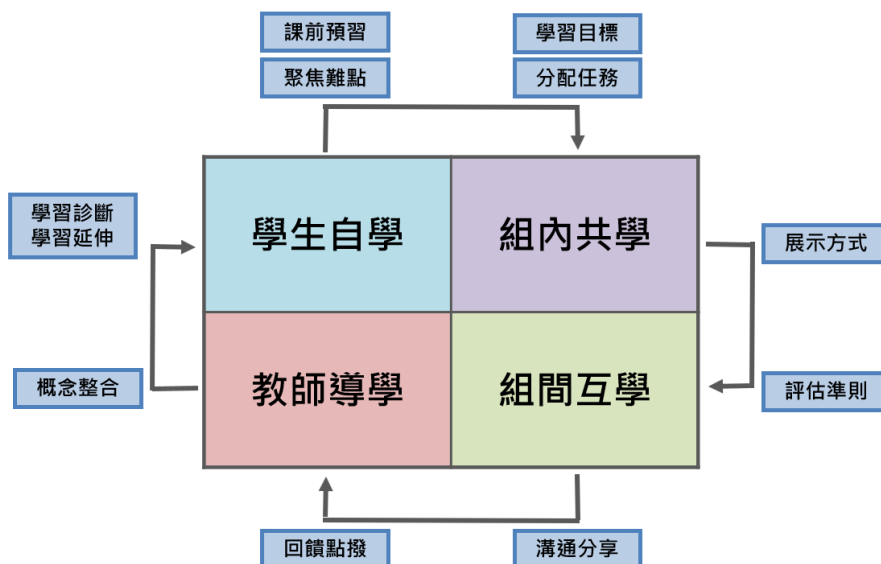 課前預習
學習目標
聚焦難點
分配任務
學生自學
組內共學
學習診斷
學習延伸
展示方式
教師導學
組間互學
概念整合
評估準則
回饋點撥
溝通分享